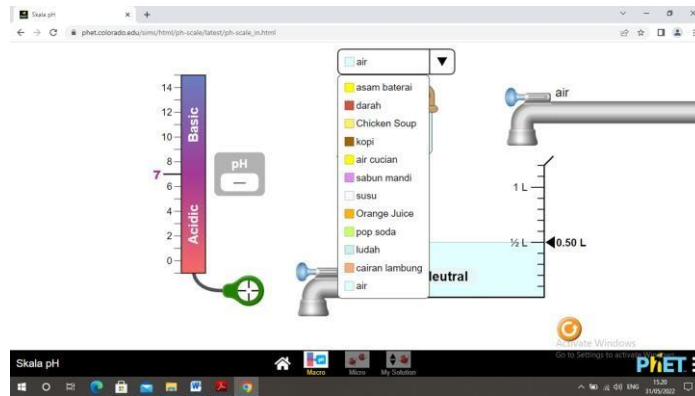 Skala pH
phet.colorado.edu/sims/html/ph-scale/latest/ph-scale_in.html
air
asam baterai
darah
Chicken Soup
kopi
air cucian
sabun mandi
susu
Orange Juice
pop soda
ludah
cairan lambung
air
air
14
12
10
8
7
6
4
2
0
Basic
Acidic
pH
—
1 L
½ L
0.50 L
leutral
Activate Windows
Go to Settings to activate Windows.
Skala pH
Macro
Micro
My Solution
PhET
ENG
15.20
31/05/2022